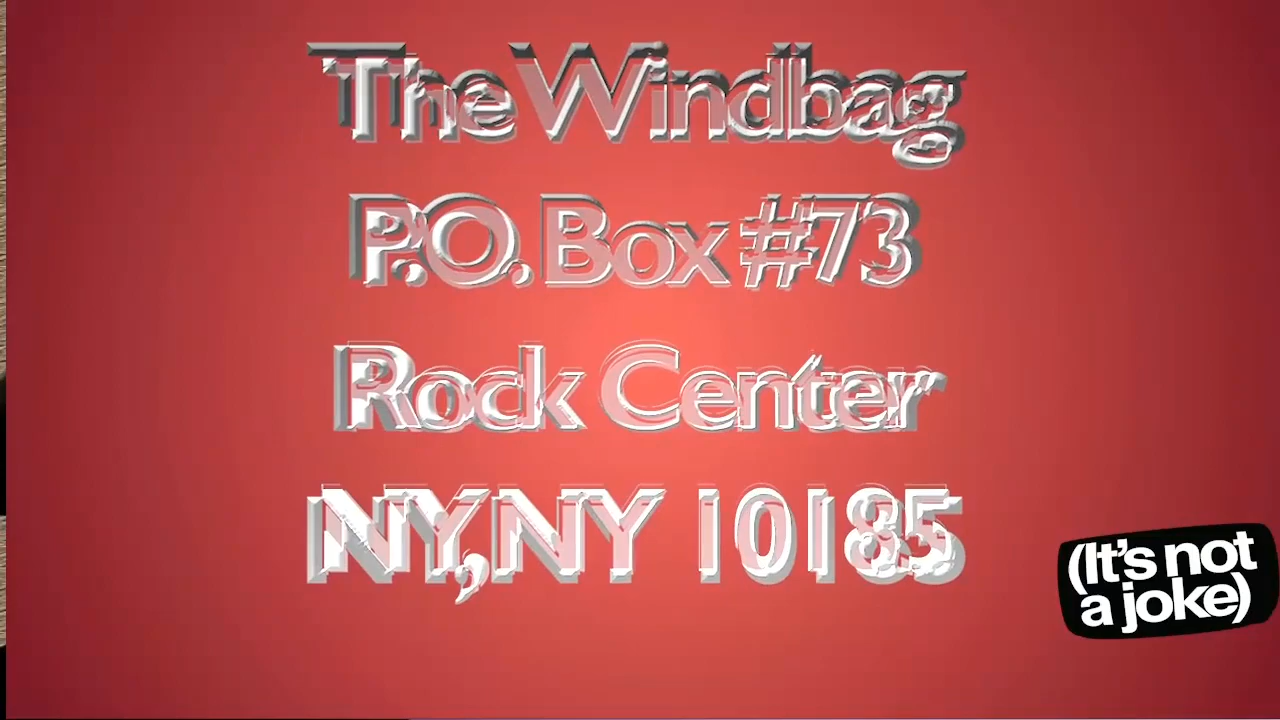 The Windbag
P.O. Box #73
Rock Center
NY, NY 10185
(It's not
a joke)